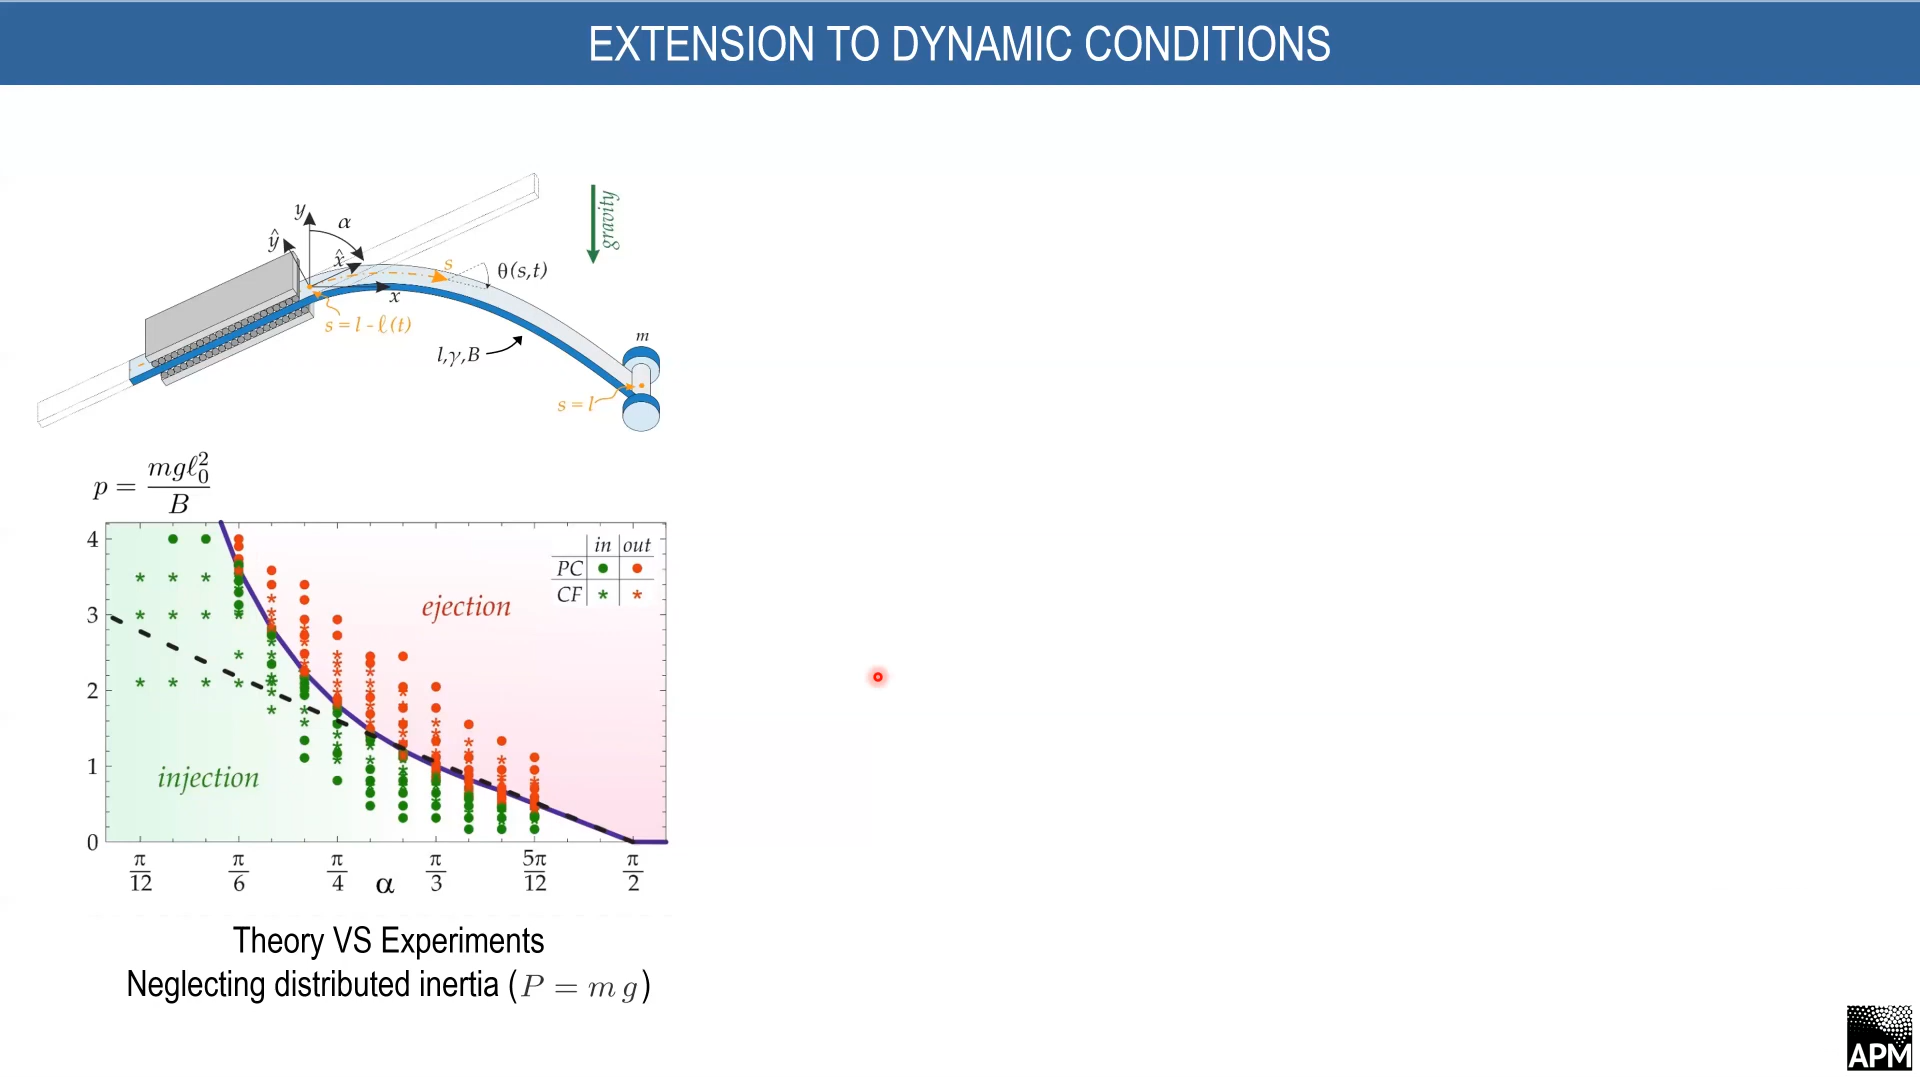 EXTENSION TO DYNAMIC CONDITIONS
y
α
ŷ
x̂
s
θ(s,t)
x
gravity
s = l - ℓ(t)
l,γ,B
m
s = l
p = mgℓ₀²/B
in out
PC
CF
ejection
injection
4
3
2
1
0
π/12 π/6 π/4 α π/3 5π/12 π/2
Theory VS Experiments
Neglecting distributed inertia (P = m g)
APM